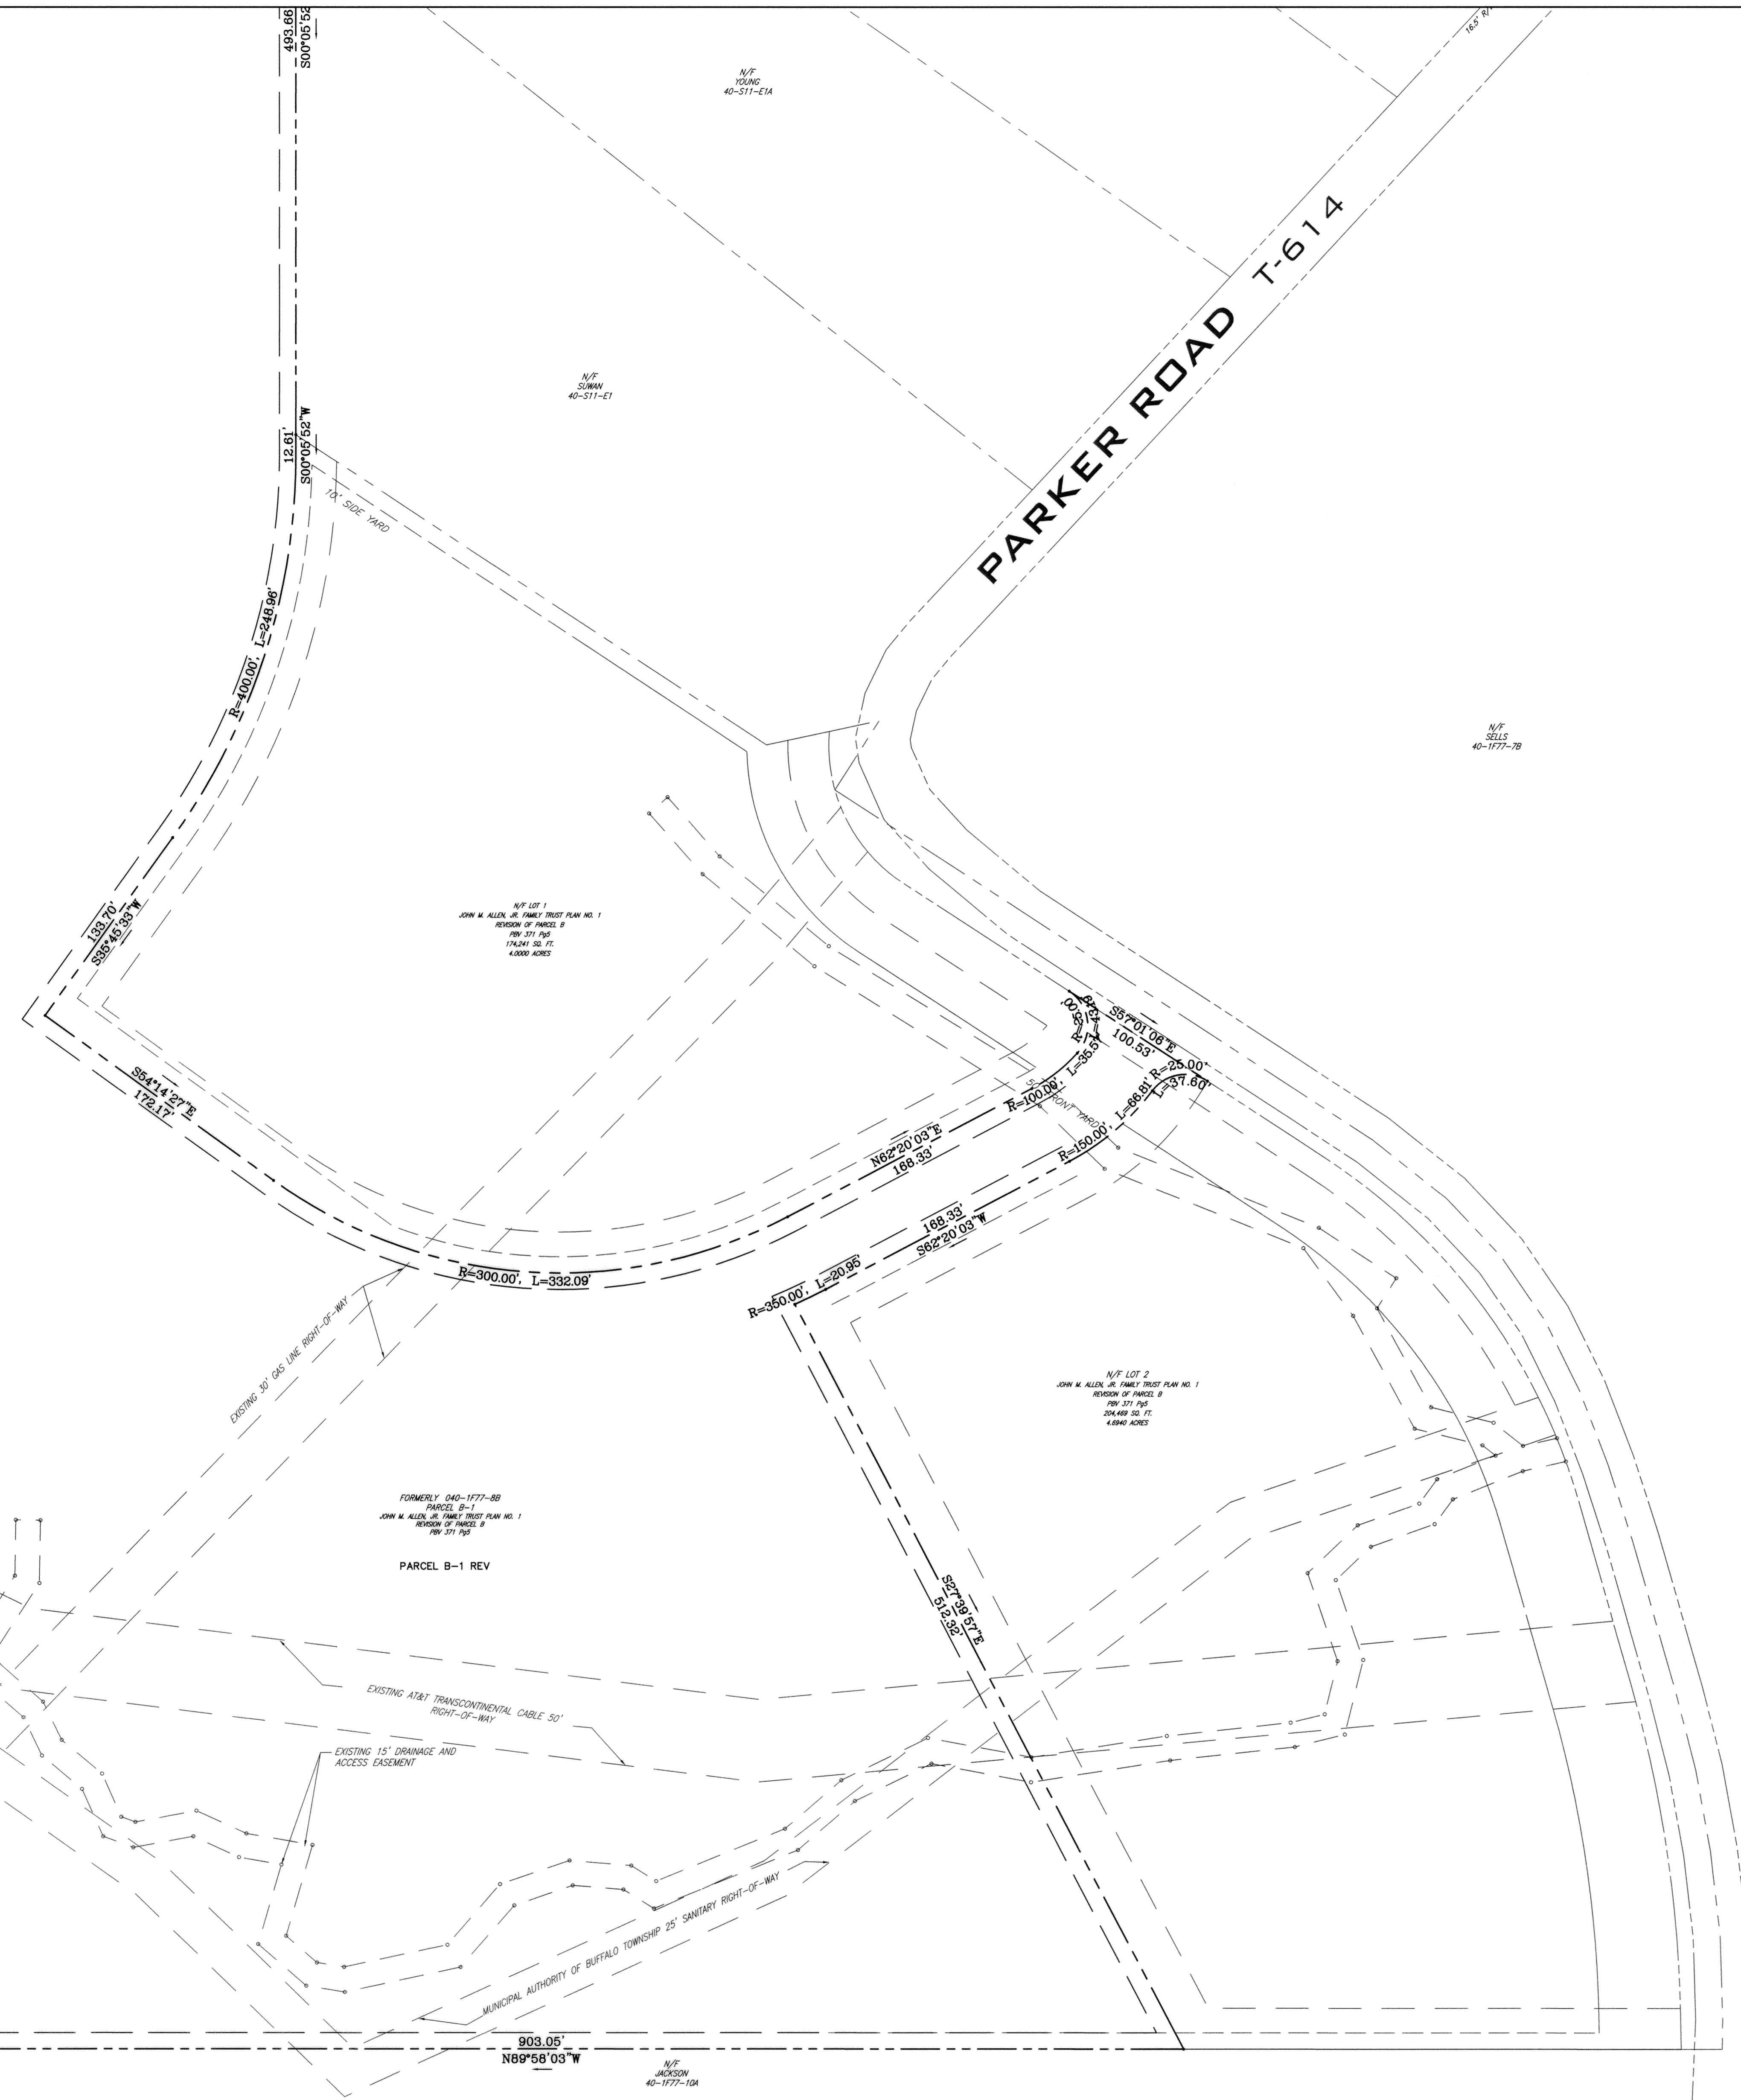 493.66
S00°05'52
16.5' R/
N/F
YOUNG
40-S11-E1A
PARKER ROAD T-614
N/F
SUWAN
40-S11-E1
12.61'
S00°05'52"W
10' SIDE YARD
R=400.00', L=248.96'
N/F
SELLS
40-1F77-7B
133.70'
S35°45'33"W
N/F LOT 1
JOHN M. ALLEN, JR. FAMILY TRUST PLAN NO. 1
REVISION OF PARCEL B
PBV 371 Pg5
174,241 SQ. FT.
4.0000 ACRES
R=25.00'
S57°01'06"E
100.53'
R=25.00'
L=37.60'
R=100.00', L=35.5
FRONT YARD
R=150.00', L=66.81'
S54°14'27"E
172.17'
N62°20'03"E
168.33'
168.33'
S62°20'03"W
R=300.00', L=332.09'
R=350.00', L=20.95'
EXISTING 30' GAS LINE RIGHT-OF-WAY
N/F LOT 2
JOHN M. ALLEN, JR. FAMILY TRUST PLAN NO. 1
REVISION OF PARCEL B
PBV 371 Pg5
204,469 SQ. FT.
4.6940 ACRES
FORMERLY 040-1F77-8B
PARCEL B-1
JOHN M. ALLEN, JR. FAMILY TRUST PLAN NO. 1
REVISION OF PARCEL B
PBV 371 Pg5
PARCEL B-1 REV
S27°39'57"E
512.32'
EXISTING AT&T TRANSCONTINENTAL CABLE 50'
RIGHT-OF-WAY
EXISTING 15' DRAINAGE AND
ACCESS EASEMENT
MUNICIPAL AUTHORITY OF BUFFALO TOWNSHIP 25' SANITARY RIGHT-OF-WAY
903.05'
N89°58'03"W
N/F
JACKSON
40-1F77-10A